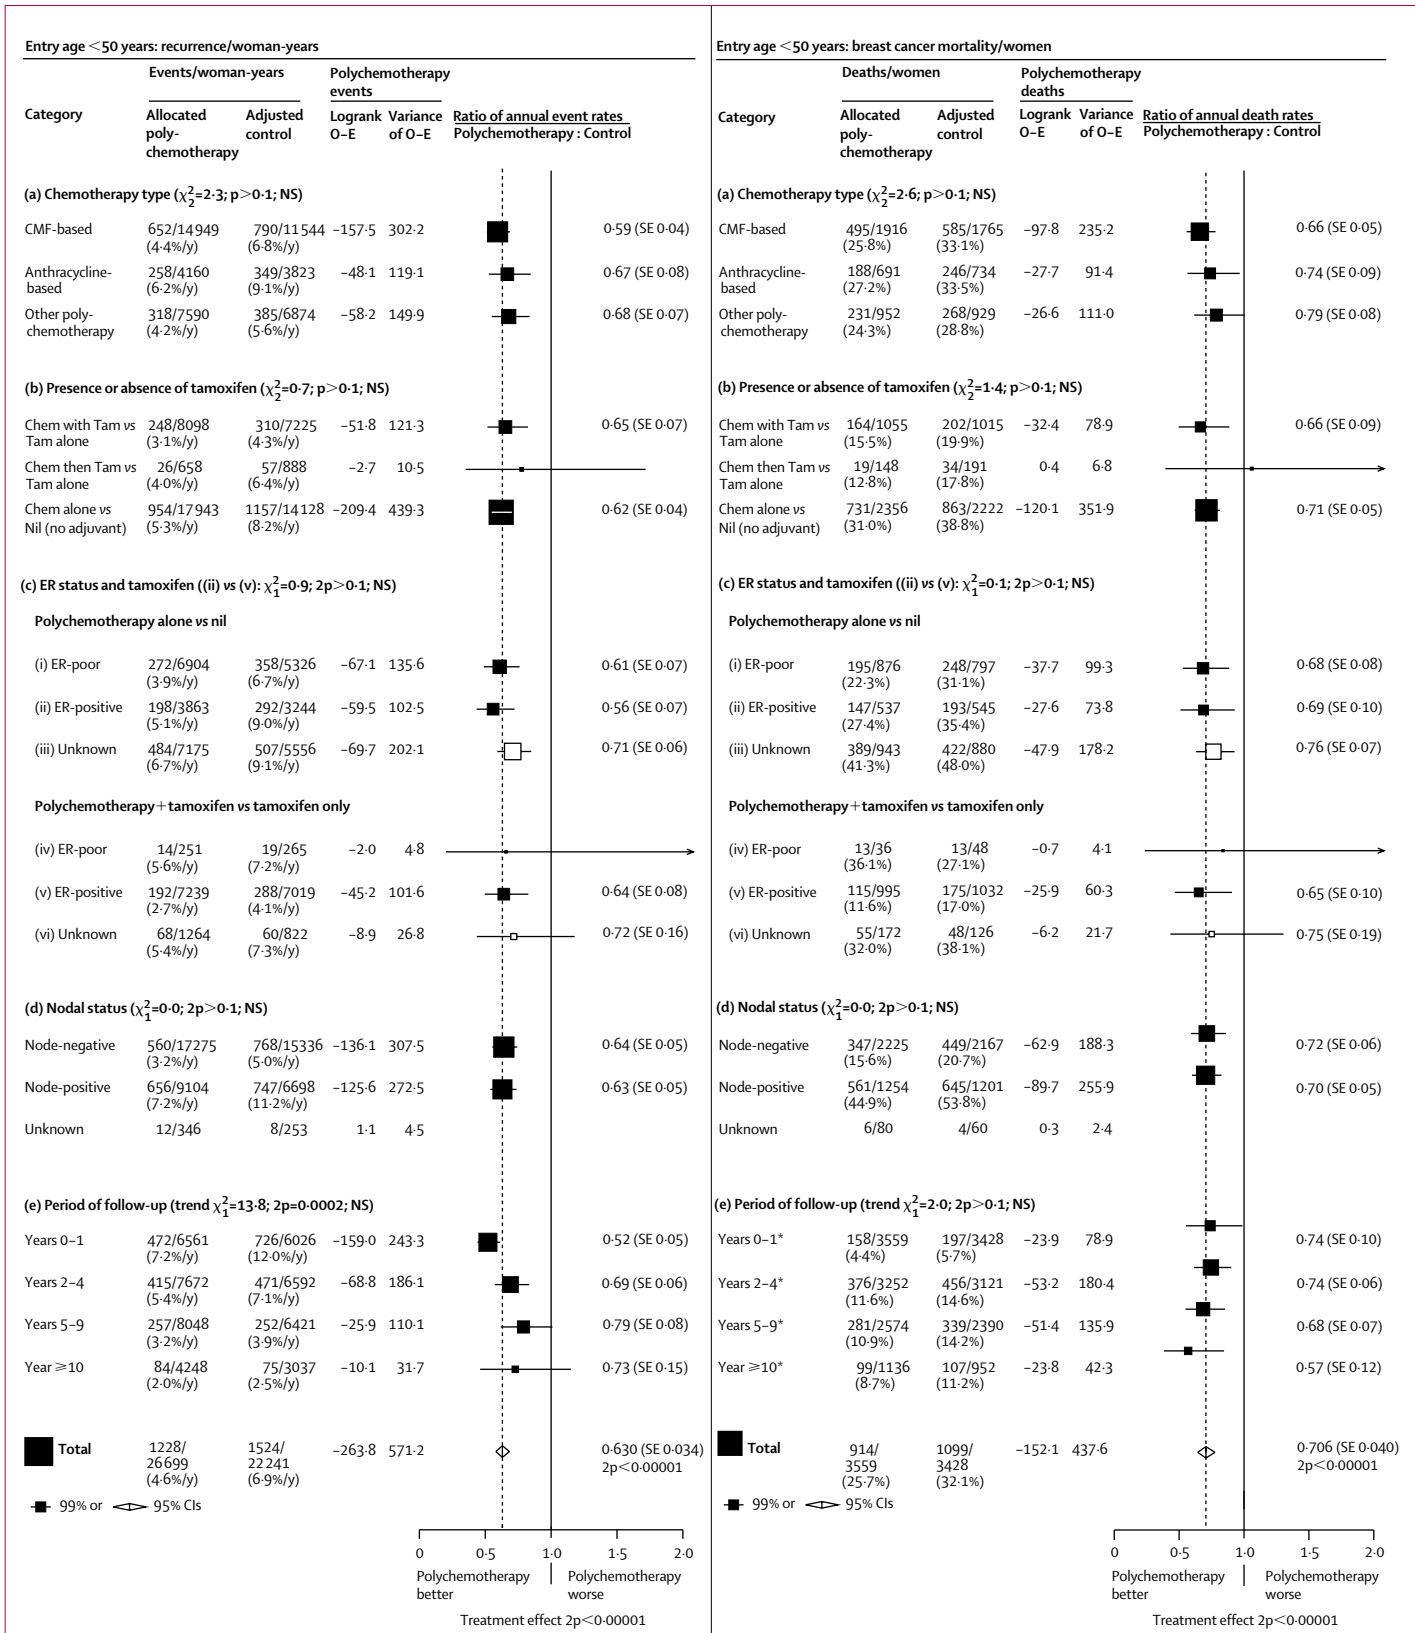 Entry age <50 years: recurrence/woman-years
Events/woman-years Polychemotherapy events
Category Allocated poly-chemotherapy Adjusted control Logrank O–E Variance of O–E Ratio of annual event rates Polychemotherapy : Control
(a) Chemotherapy type (χ²₂=2·3; p>0·1; NS)
CMF-based 652/14949 790/11544 –157·5 302·2 0·59 (SE 0·04)
(4·4%/y) (6·8%/y)
Anthracycline- 258/4160 349/3823 –48·1 119·1 0·67 (SE 0·08)
based (6·2%/y) (9·1%/y)
Other poly- 318/7590 385/6874 –58·2 149·9 0·68 (SE 0·07)
chemotherapy (4·2%/y) (5·6%/y)
(b) Presence or absence of tamoxifen (χ²₂=0·7; p>0·1; NS)
Chem with Tam vs 248/8098 310/7225 –51·8 121·3 0·65 (SE 0·07)
Tam alone (3·1%/y) (4·3%/y)
Chem then Tam vs 26/658 57/888 –2·7 10·5
Tam alone (4·0%/y) (6·4%/y)
Chem alone vs 954/17943 1157/14128 –209·4 439·3 0·62 (SE 0·04)
Nil (no adjuvant) (5·3%/y) (8·2%/y)
(c) ER status and tamoxifen ((ii) vs (v): χ²₁=0·9; 2p>0·1; NS)
Polychemotherapy alone vs nil
(i) ER-poor 272/6904 358/5326 –67·1 135·6 0·61 (SE 0·07)
(3·9%/y) (6·7%/y)
(ii) ER-positive 198/3863 292/3244 –59·5 102·5 0·56 (SE 0·07)
(5·1%/y) (9·0%/y)
(iii) Unknown 484/7175 507/5556 –69·7 202·1 0·71 (SE 0·06)
(6·7%/y) (9·1%/y)
Polychemotherapy+tamoxifen vs tamoxifen only
(iv) ER-poor 14/251 19/265 –2·0 4·8
(5·6%/y) (7·2%/y)
(v) ER-positive 192/7239 288/7019 –45·2 101·6 0·64 (SE 0·08)
(2·7%/y) (4·1%/y)
(vi) Unknown 68/1264 60/822 –8·9 26·8 0·72 (SE 0·16)
(5·4%/y) (7·3%/y)
(d) Nodal status (χ²₁=0·0; 2p>0·1; NS)
Node-negative 560/17275 768/15336 –136·1 307·5 0·64 (SE 0·05)
(3·2%/y) (5·0%/y)
Node-positive 656/9104 747/6698 –125·6 272·5 0·63 (SE 0·05)
(7·2%/y) (11·2%/y)
Unknown 12/346 8/253 1·1 4·5
(e) Period of follow-up (trend χ²₁=13·8; 2p=0·0002; NS)
Years 0–1 472/6561 726/6026 –159·0 243·3 0·52 (SE 0·05)
(7·2%/y) (12·0%/y)
Years 2–4 415/7672 471/6592 –68·8 186·1 0·69 (SE 0·06)
(5·4%/y) (7·1%/y)
Years 5–9 257/8048 252/6421 –25·9 110·1 0·79 (SE 0·08)
(3·2%/y) (3·9%/y)
Year ≥10 84/4248 75/3037 –10·1 31·7 0·73 (SE 0·15)
(2·0%/y) (2·5%/y)
Total 1228/ 1524/ –263·8 571·2 0·630 (SE 0·034)
26699 22241 2p<0·00001
(4·6%/y) (6·9%/y)
99% or 95% CIs
0 0·5 1·0 1·5 2·0
Polychemotherapy better Polychemotherapy worse
Treatment effect 2p<0·00001
Entry age <50 years: breast cancer mortality/women
Deaths/women Polychemotherapy deaths
Category Allocated poly-chemotherapy Adjusted control Logrank O–E Variance of O–E Ratio of annual death rates Polychemotherapy : Control
(a) Chemotherapy type (χ²₂=2·6; p>0·1; NS)
CMF-based 495/1916 585/1765 –97·8 235·2 0·66 (SE 0·05)
(25·8%) (33·1%)
Anthracycline- 188/691 246/734 –27·7 91·4 0·74 (SE 0·09)
based (27·2%) (33·5%)
Other poly- 231/952 268/929 –26·6 111·0 0·79 (SE 0·08)
chemotherapy (24·3%) (28·8%)
(b) Presence or absence of tamoxifen (χ²₂=1·4; p>0·1; NS)
Chem with Tam vs 164/1055 202/1015 –32·4 78·9 0·66 (SE 0·09)
Tam alone (15·5%) (19·9%)
Chem then Tam vs 19/148 34/191 0·4 6·8
Tam alone (12·8%) (17·8%)
Chem alone vs 731/2356 863/2222 –120·1 351·9 0·71 (SE 0·05)
Nil (no adjuvant) (31·0%) (38·8%)
(c) ER status and tamoxifen ((ii) vs (v): χ²₁=0·1; 2p>0·1; NS)
Polychemotherapy alone vs nil
(i) ER-poor 195/876 248/797 –37·7 99·3 0·68 (SE 0·08)
(22·3%) (31·1%)
(ii) ER-positive 147/537 193/545 –27·6 73·8 0·69 (SE 0·10)
(27·4%) (35·4%)
(iii) Unknown 389/943 422/880 –47·9 178·2 0·76 (SE 0·07)
(41·3%) (48·0%)
Polychemotherapy+tamoxifen vs tamoxifen only
(iv) ER-poor 13/36 13/48 –0·7 4·1
(36·1%) (27·1%)
(v) ER-positive 115/995 175/1032 –25·9 60·3 0·65 (SE 0·10)
(11·6%) (17·0%)
(vi) Unknown 55/172 48/126 –6·2 21·7 0·75 (SE 0·19)
(32·0%) (38·1%)
(d) Nodal status (χ²₁=0·0; 2p>0·1; NS)
Node-negative 347/2225 449/2167 –62·9 188·3 0·72 (SE 0·06)
(15·6%) (20·7%)
Node-positive 561/1254 645/1201 –89·7 255·9 0·70 (SE 0·05)
(44·9%) (53·8%)
Unknown 6/80 4/60 0·3 2·4
(e) Period of follow-up (trend χ²₁=2·0; 2p>0·1; NS)
Years 0–1* 158/3559 197/3428 –23·9 78·9 0·74 (SE 0·10)
(4·4%) (5·7%)
Years 2–4* 376/3252 456/3121 –53·2 180·4 0·74 (SE 0·06)
(11·6%) (14·6%)
Years 5–9* 281/2574 339/2390 –51·4 135·9 0·68 (SE 0·07)
(10·9%) (14·2%)
Year ≥10* 99/1136 107/952 –23·8 42·3 0·57 (SE 0·12)
(8·7%) (11·2%)
Total 914/ 1099/ –152·1 437·6 0·706 (SE 0·040)
3559 3428 2p<0·00001
(25·7%) (32·1%)
99% or 95% CIs
0 0·5 1·0 1·5 2·0
Polychemotherapy better Polychemotherapy worse
Treatment effect 2p<0·00001